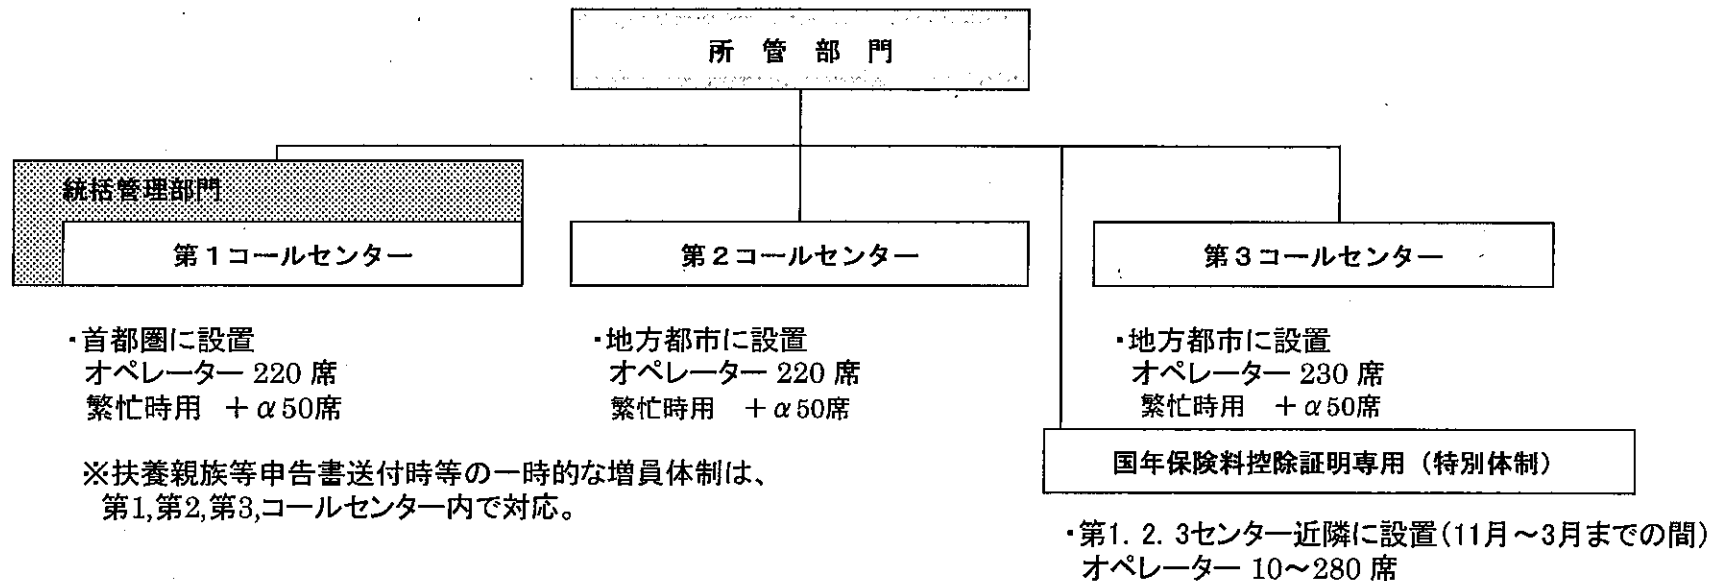 所 管 部 門
統括管理部門
第１コールセンター
第２コールセンター
第３コールセンター
・首都圏に設置
オペレーター 220 席
繁忙時用　＋α50席
・地方都市に設置
オペレーター 220 席
繁忙時用　＋α50席
・地方都市に設置
オペレーター 230 席
繁忙時用　＋α50席
※扶養親族等申告書送付時等の一時的な増員体制は、
第1,第2,第3,コールセンター内で対応。
国年保険料控除証明専用（特別体制）
・第1．2．3センター近隣に設置(11月～3月までの間)
オペレーター 10～280 席